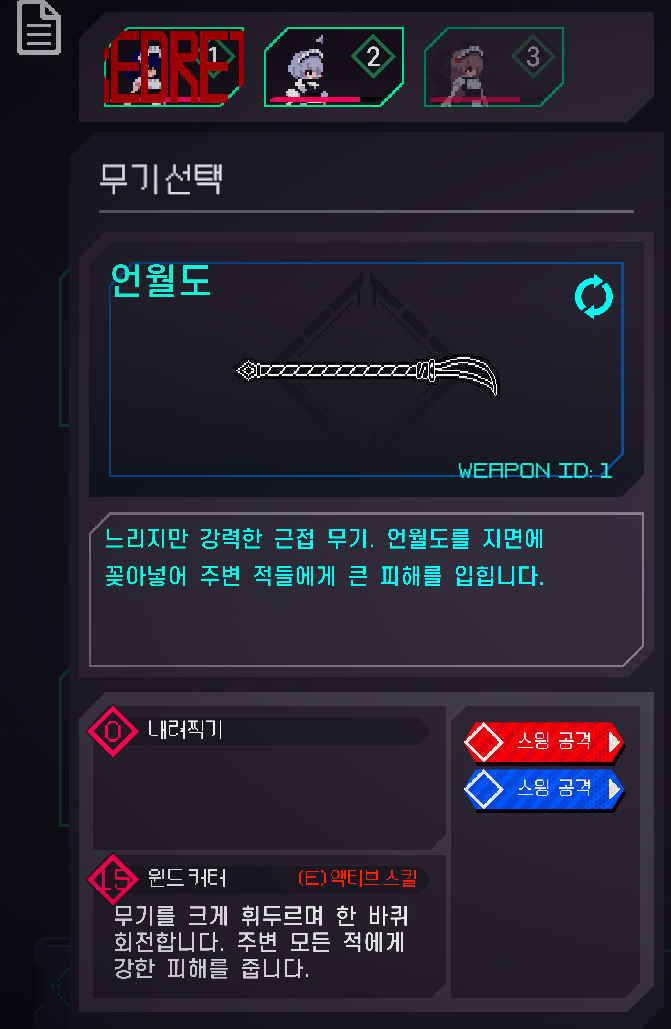 1
2
3
무기선택
언월도
WEAPON ID: 1
느리지만 강력한 근접 무기. 언월도를 지면에
꽂아넣어 주변 적들에게 큰 피해를 입힙니다.
0 내려찍기
스윙 공격
스윙 공격
15 윈드커터 (E)액티브 스킬
무기를 크게 휘두르며 한 바퀴
회전합니다. 주변 모든 적에게
강한 피해를 줍니다.